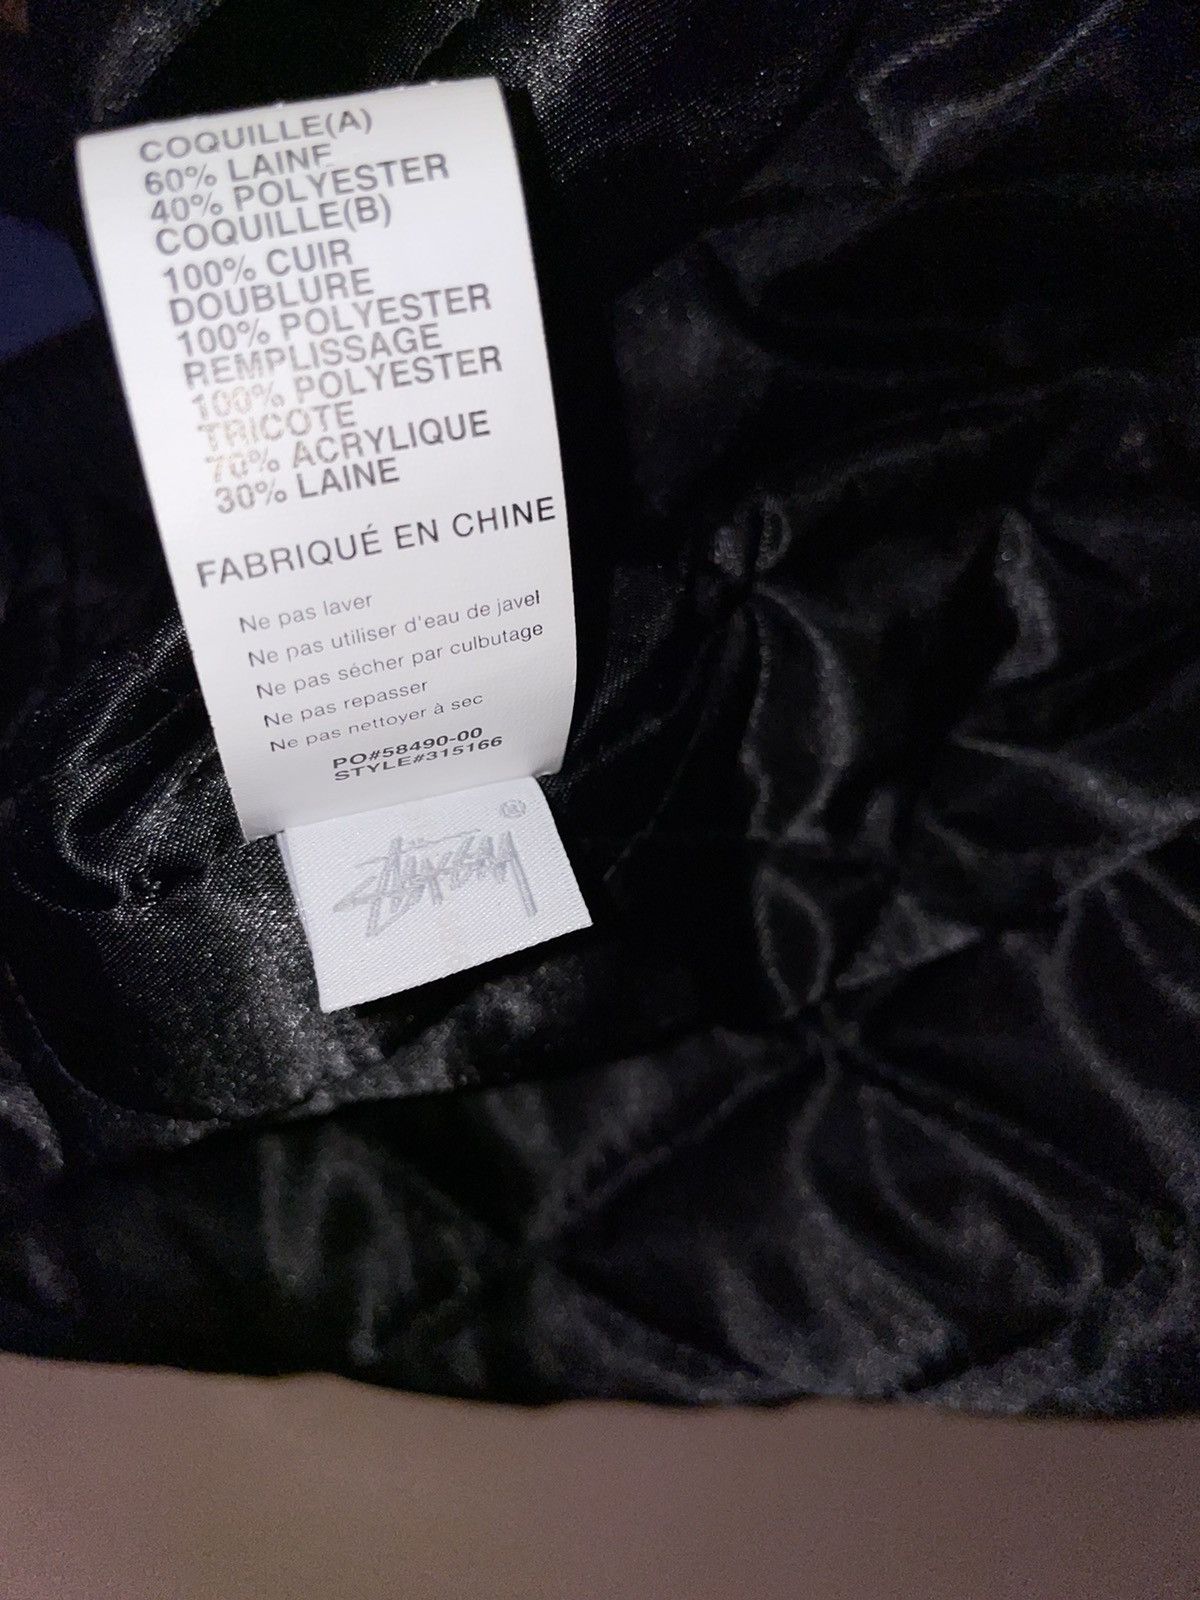 COQUILLE(A)
60% LAINE
40% POLYESTER
COQUILLE(B)
100% CUIR
DOUBLURE
100% POLYESTER
REMPLISSAGE
100% POLYESTER
TRICOTE
70% ACRYLIQUE
30% LAINE
FABRIQUÉ EN CHINE
Ne pas laver
Ne pas utiliser d'eau de javel
Ne pas sécher par culbutage
Ne pas repasser
Ne pas nettoyer à sec
PO#58490-00
STYLE#315166
®
STÜSSY